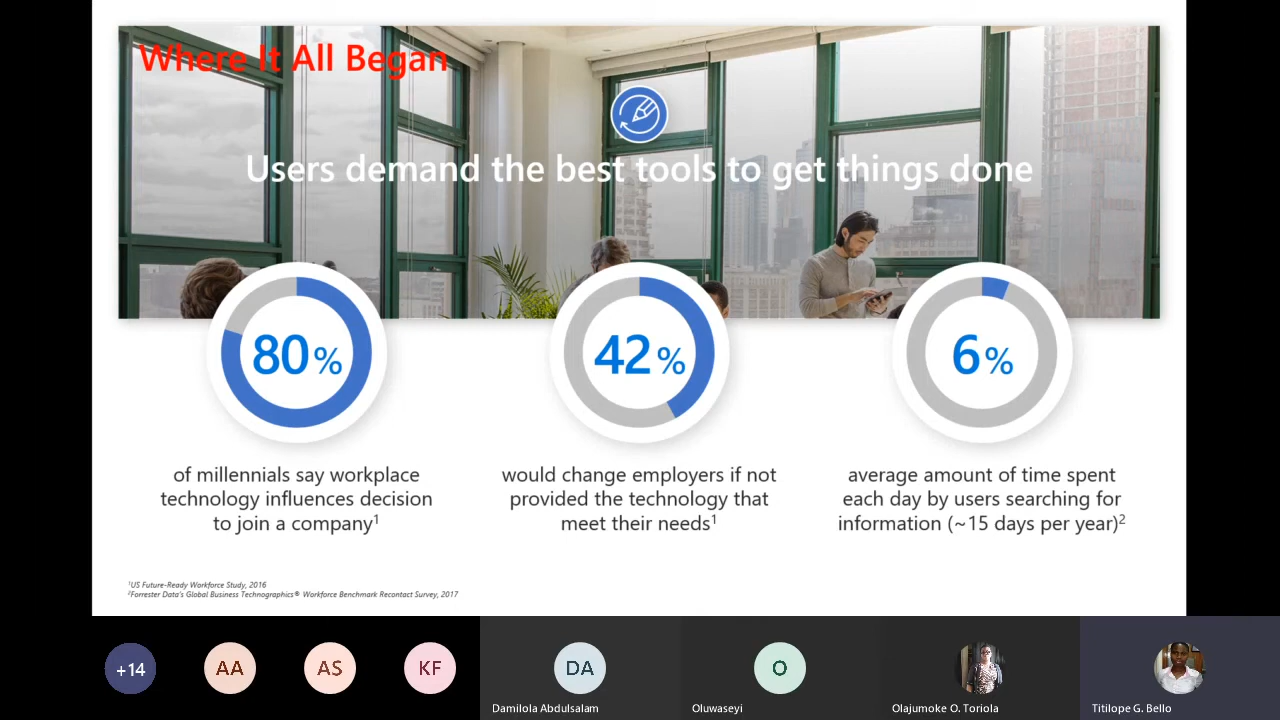 Where It All Began
Users demand the best tools to get things done
80%
42%
6%
of millennials say workplace
technology influences decision
to join a company¹
would change employers if not
provided the technology that
meet their needs¹
average amount of time spent
each day by users searching for
information (~15 days per year)²
¹US Future-Ready Workforce Study, 2016
²Forrester Data's Global Business Technographics® Workforce Benchmark Recontact Survey, 2017
+14
AA
AS
KF
DA
O
Damilola Abdulsalam
Oluwaseyi
Olajumoke O. Toriola
Titilope G. Bello